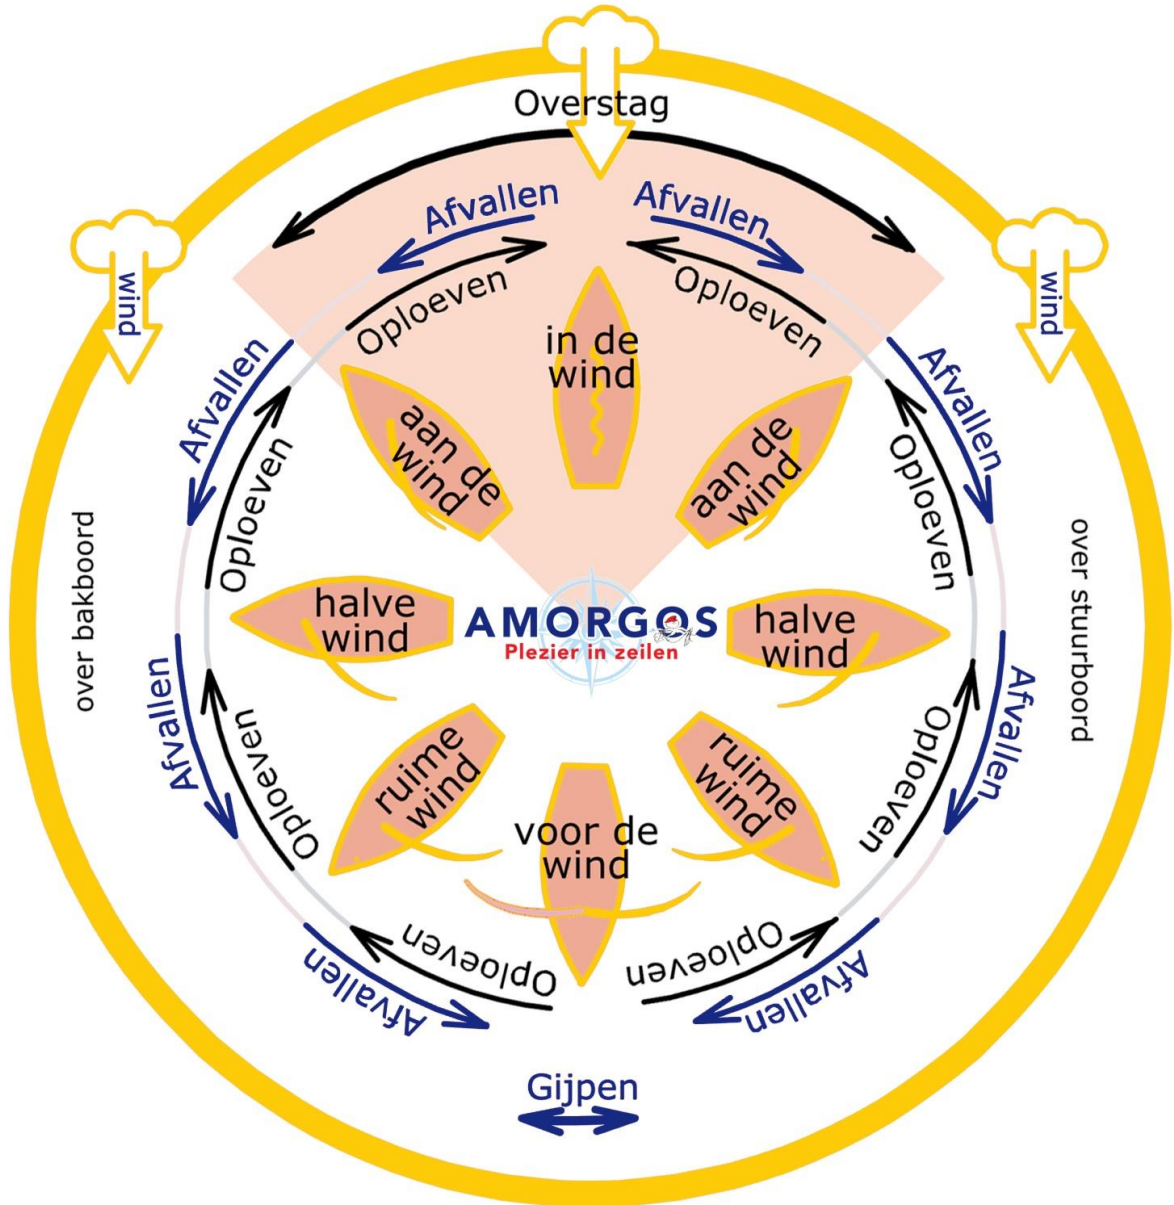 Overstag
Afvallen
Afvallen
Oploeven
Oploeven
wind
wind
in de
wind
Afvallen
Afvallen
aan de
wind
aan de
wind
Oploeven
Oploeven
over bakboord
over stuurboord
halve
wind
AMORGOS
Plezier in zeilen
halve
wind
Afvallen
Afvallen
Oploeven
Oploeven
ruime
wind
voor de
wind
ruime
wind
Oploeven
Oploeven
Afvallen
Afvallen
Gijpen